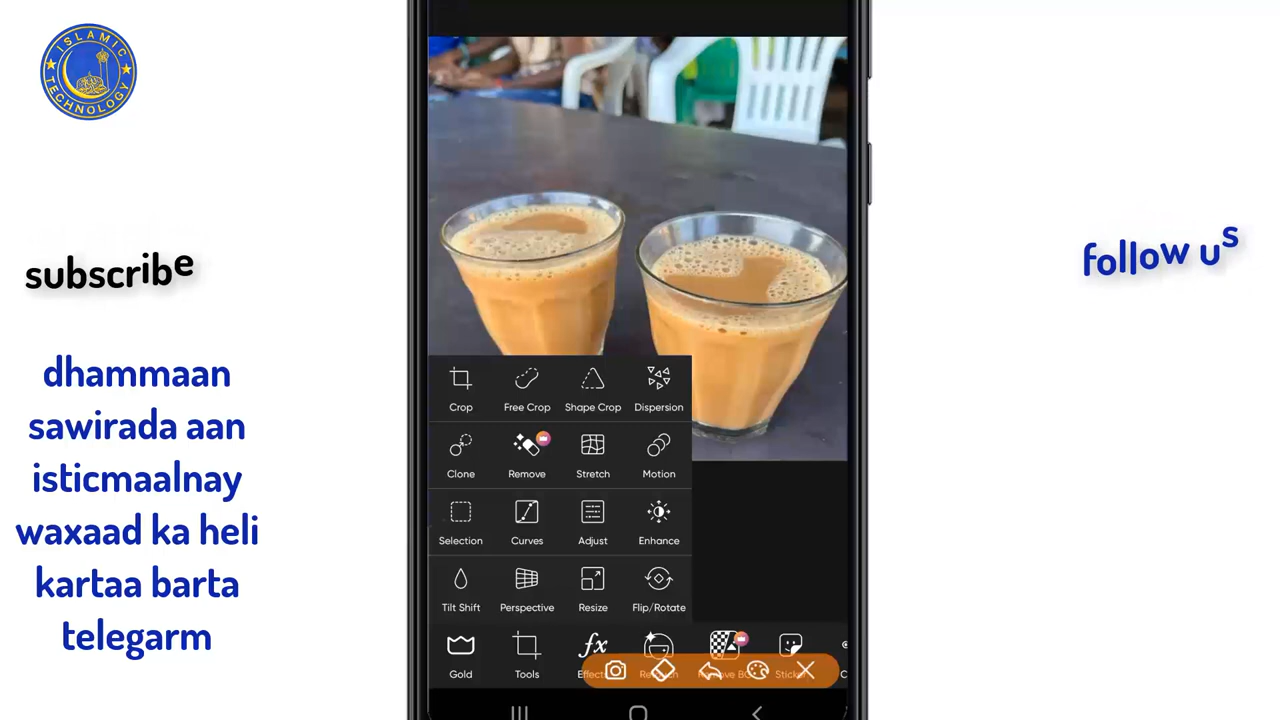 ISLAMIC
TECHNOLOGY
subscribe
follow us
dhammaan
sawirada aan
isticmaalnay
waxaad ka heli
kartaa barta
telegarm
Crop Free Crop Shape Crop Dispersion
Clone Remove Stretch Motion
Selection Curves Adjust Enhance
Tilt Shift Perspective Resize Flip/Rotate
fx
Gold Tools